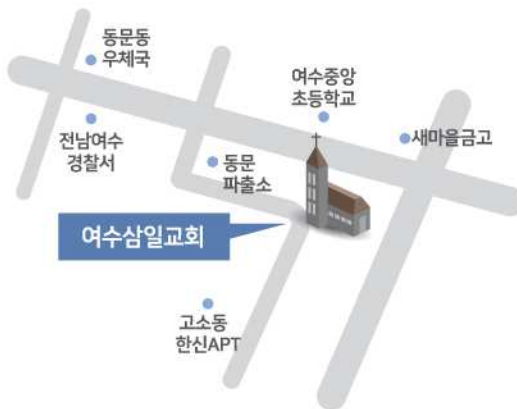 동문동
우체국
여수중앙
초등학교
전남여수
경찰서
동문
파출소
새마을금고
여수삼일교회
고소동
한신APT